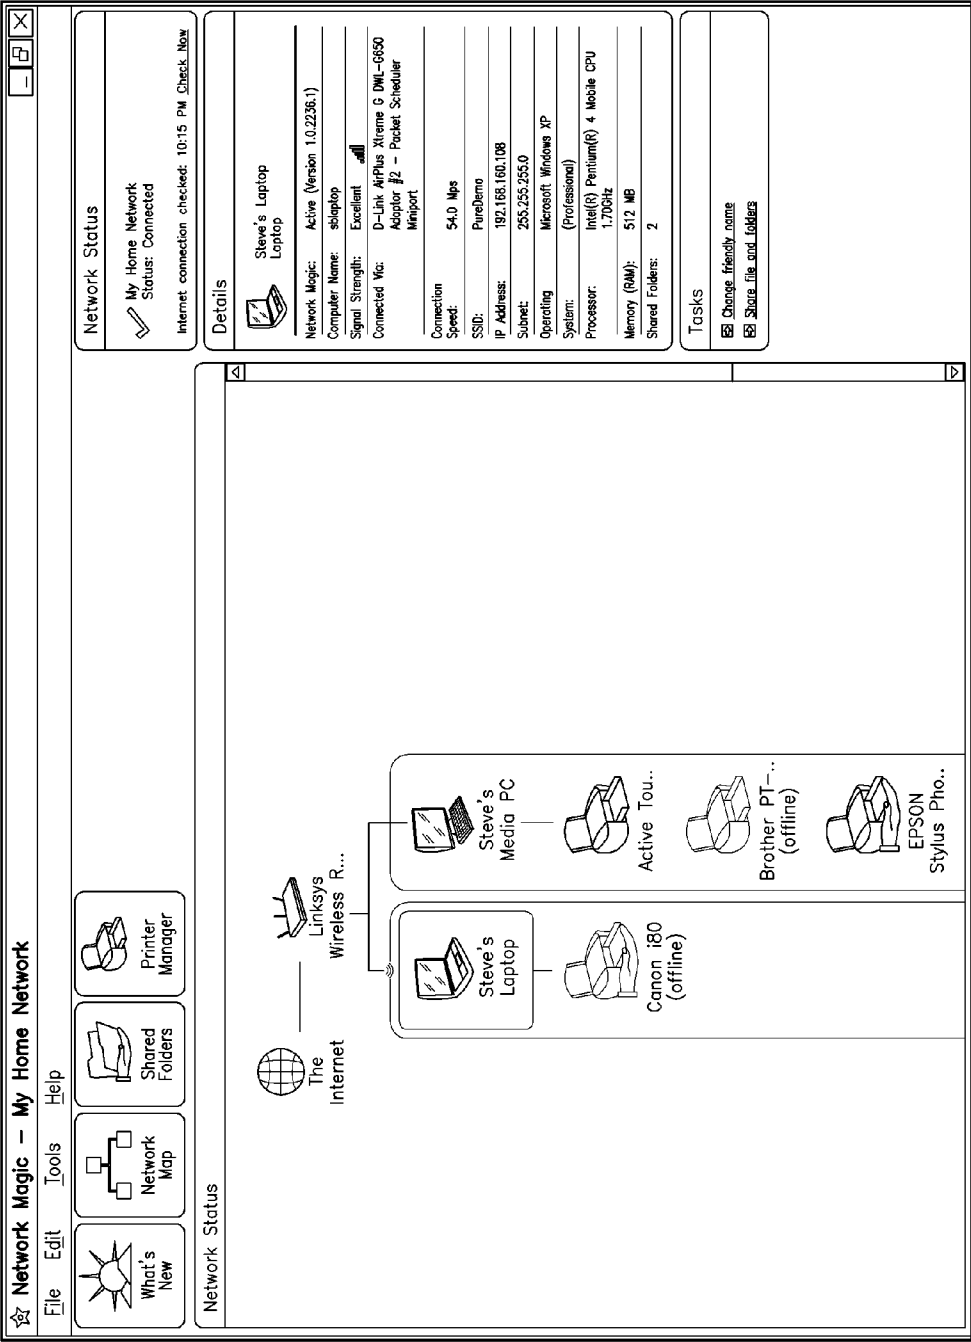 Network Magic – My Home Network
File Edit Tools Help
What's
New
Network
Map
Shared
Folders
Printer
Manager
Network Status
The
Internet
Linksys
Wireless R...
Steve's
Laptop
Canon i80
(offline)
Steve's
Media PC
Active Tou..
Brother PT-..
(offline)
EPSON
Stylus Pho..
Network Status
My Home Network
Status: Connected
Internet connection checked: 10:15 PM Check Now
Details
Steve's Laptop
Laptop
Network Magic: Active (Version 1.0.2236.1)
Computer Name: sblaptop
Signal Strength: Excellent
Connected Via: D-Link AirPlus Xtreme G DWL-G650
Adaptor #2 – Packet Scheduler
Miniport
Connection
Speed: 54.0 Mps
SSID: PureDemo
IP Address: 192.168.160.108
Subnet: 255.255.255.0
Operating Microsoft Windows XP
System: (Professional)
Processor: Intel(R) Pentium(R) 4 Mobile CPU
1.70GHz
Memory (RAM): 512 MB
Shared Folders: 2
Tasks
Change friendly name
Share file and folders